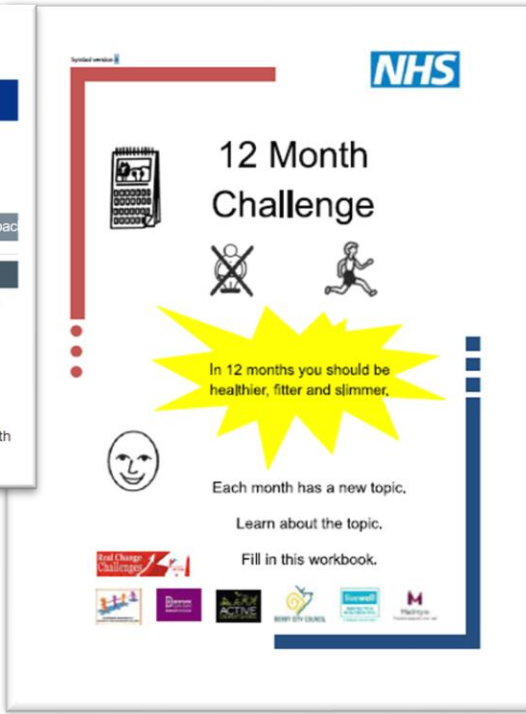 pac
th
Symbol version
NHS
12 Month
Challenge
In 12 months you should be
healthier, fitter and slimmer.
Each month has a new topic.
Learn about the topic.
Fill in this workbook.
Real Change
Challenges
ACTIVE
DERBY CITY COUNCIL
livewell
MacIntyre